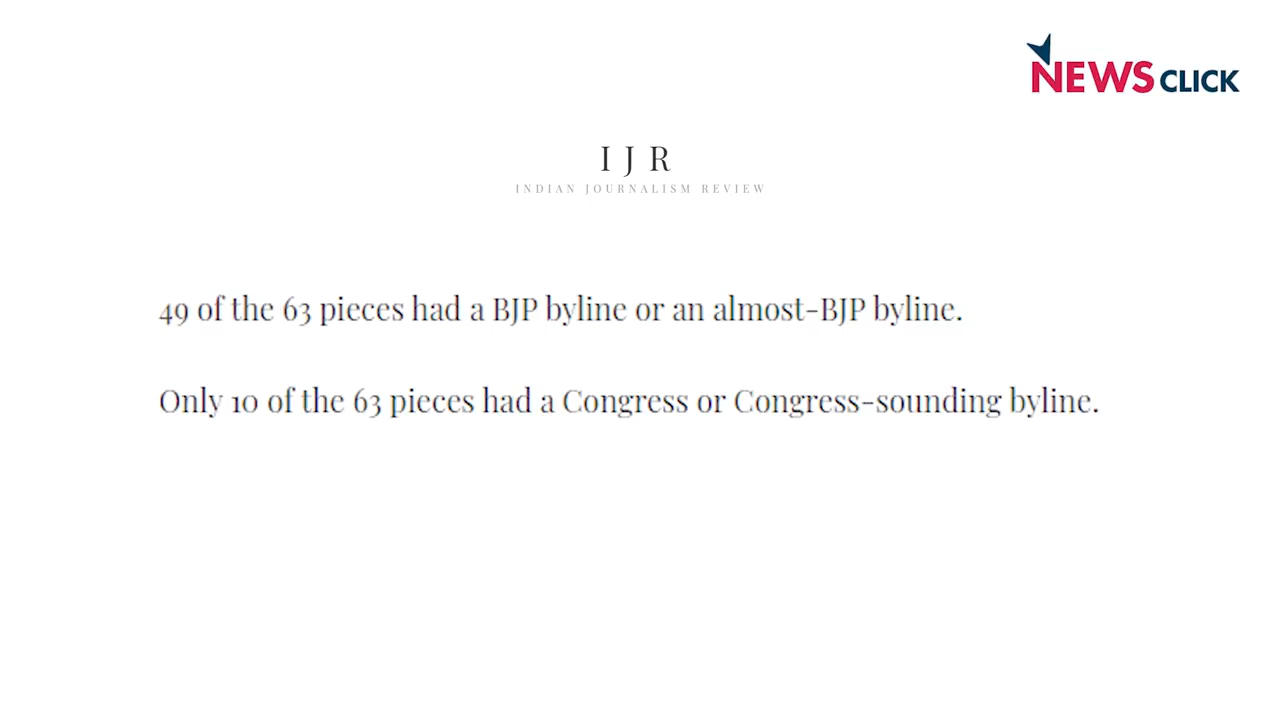 NEWS CLICK
I J R
INDIAN JOURNALISM REVIEW
49 of the 63 pieces had a BJP byline or an almost-BJP byline.
Only 10 of the 63 pieces had a Congress or Congress-sounding byline.